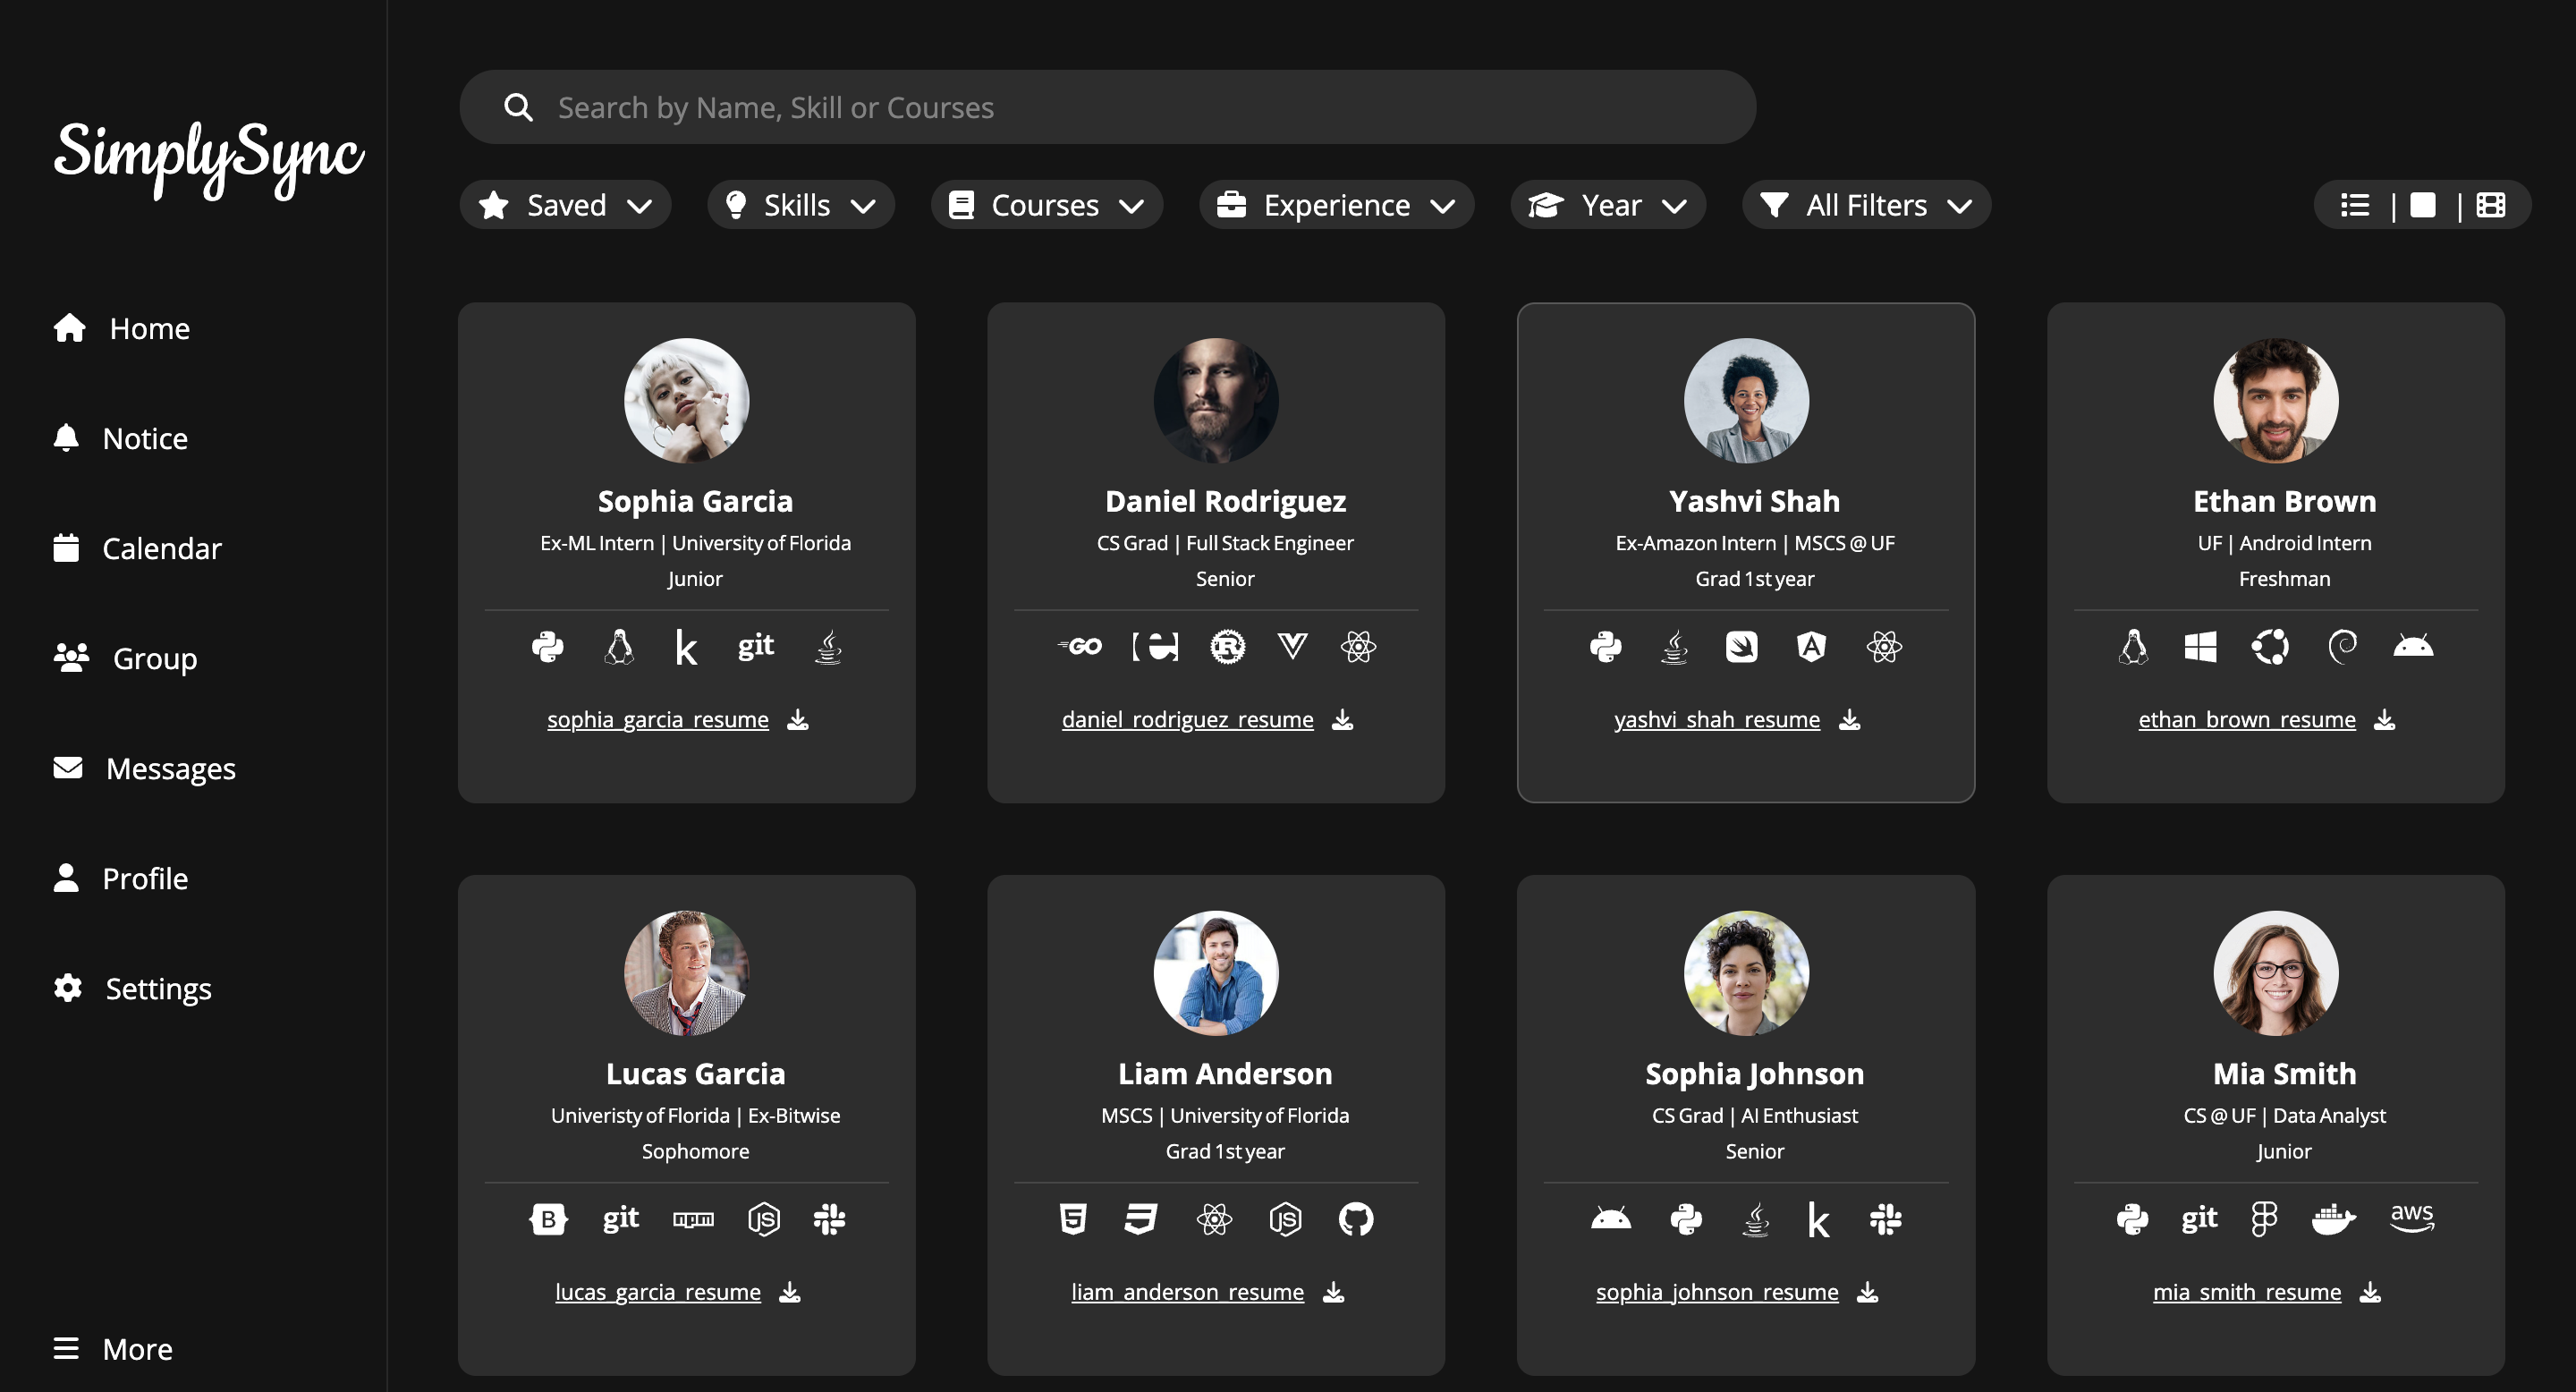 SimplySync
Home
Notice
Calendar
Group
Messages
Profile
Settings
More
Search by Name, Skill or Courses
Saved
Skills
Courses
Experience
Year
All Filters
Sophia Garcia
Ex-ML Intern | University of Florida
Junior
k git
sophia_garcia_resume
Daniel Rodriguez
CS Grad | Full Stack Engineer
Senior
GO R
daniel_rodriguez_resume
Yashvi Shah
Ex-Amazon Intern | MSCS @ UF
Grad 1st year
A
yashvi_shah_resume
Ethan Brown
UF | Android Intern
Freshman
ethan_brown_resume
Lucas Garcia
Univeristy of Florida | Ex-Bitwise
Sophomore
B git npm JS
lucas_garcia_resume
Liam Anderson
MSCS | University of Florida
Grad 1st year
5 JS
liam_anderson_resume
Sophia Johnson
CS Grad | AI Enthusiast
Senior
k
sophia_johnson_resume
Mia Smith
CS @ UF | Data Analyst
Junior
git aws
mia_smith_resume